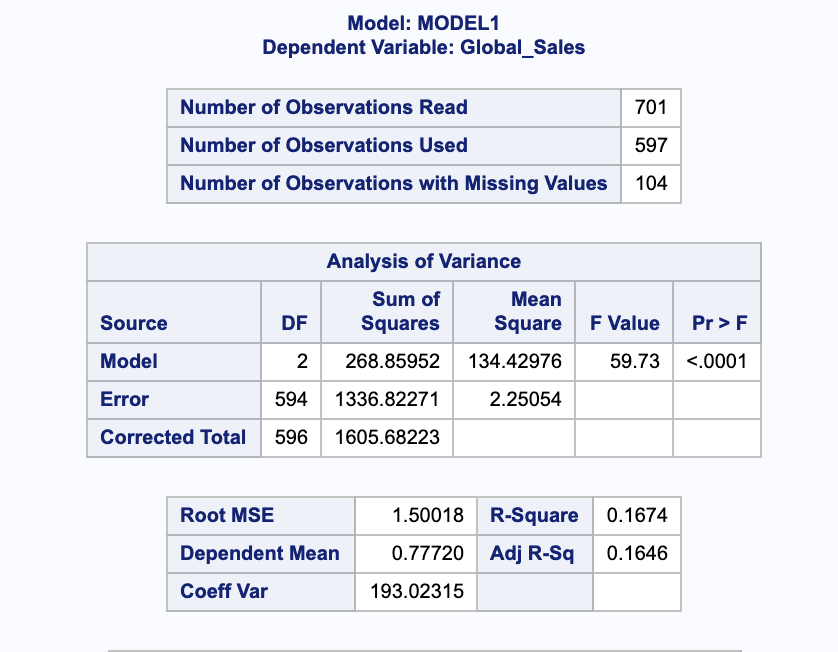 Model: MODEL1
Dependent Variable: Global_Sales
Number of Observations Read 701
Number of Observations Used 597
Number of Observations with Missing Values 104
Analysis of Variance
Source DF Sum of Squares Mean Square F Value Pr > F
Model 2 268.85952 134.42976 59.73 <.0001
Error 594 1336.82271 2.25054
Corrected Total 596 1605.68223
Root MSE 1.50018 R-Square 0.1674
Dependent Mean 0.77720 Adj R-Sq 0.1646
Coeff Var 193.02315